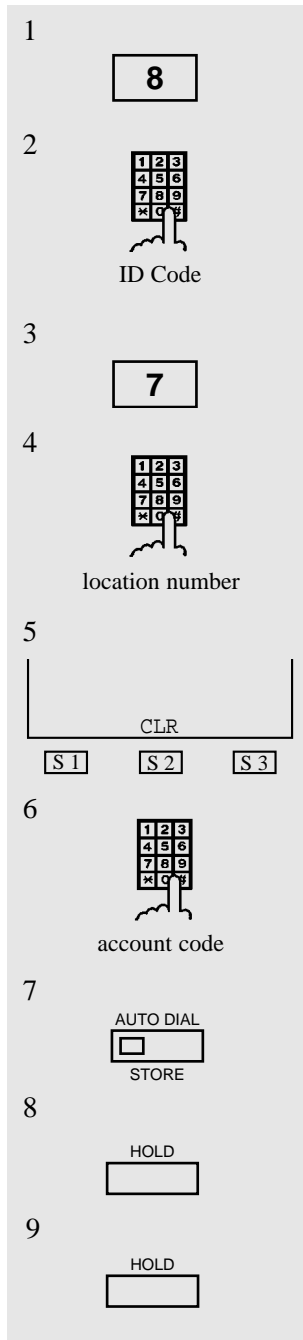 1
8
2
1 2 3
4 5 6
7 8 9
* 0 #
ID Code
3
7
4
1 2 3
4 5 6
7 8 9
* 0 #
location number
5
CLR
S 1 S 2 S 3
6
1 2 3
4 5 6
7 8 9
* 0 #
account code
7
AUTO DIAL
STORE
8
HOLD
9
HOLD